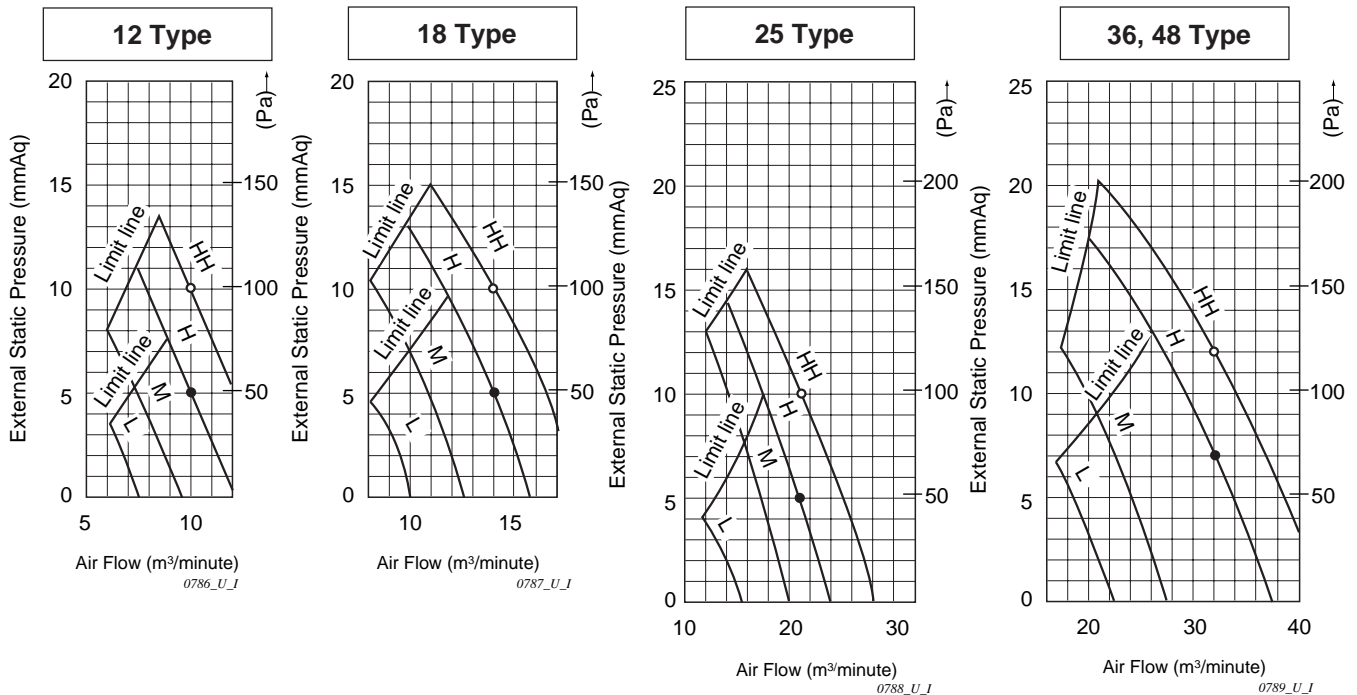 12 Type
20
15
10
5
0
5
10
External Static Pressure (mmAq)
(Pa)
150
100
50
Limit line
Limit line
HH
H
M
L
Air Flow (m³/minute)
0786_U_I
18 Type
20
15
10
5
0
10
15
External Static Pressure (mmAq)
(Pa)
150
100
50
Limit line
Limit line
HH
H
M
L
Air Flow (m³/minute)
0787_U_I
25 Type
25
20
15
10
5
0
10
20
30
External Static Pressure (mmAq)
(Pa)
200
150
100
50
Limit line
Limit line
HH
H
M
L
Air Flow (m³/minute)
0788_U_I
36, 48 Type
25
20
15
10
5
0
20
30
40
External Static Pressure (mmAq)
(Pa)
200
150
100
50
Limit line
Limit line
HH
H
M
L
Air Flow (m³/minute)
0789_U_I